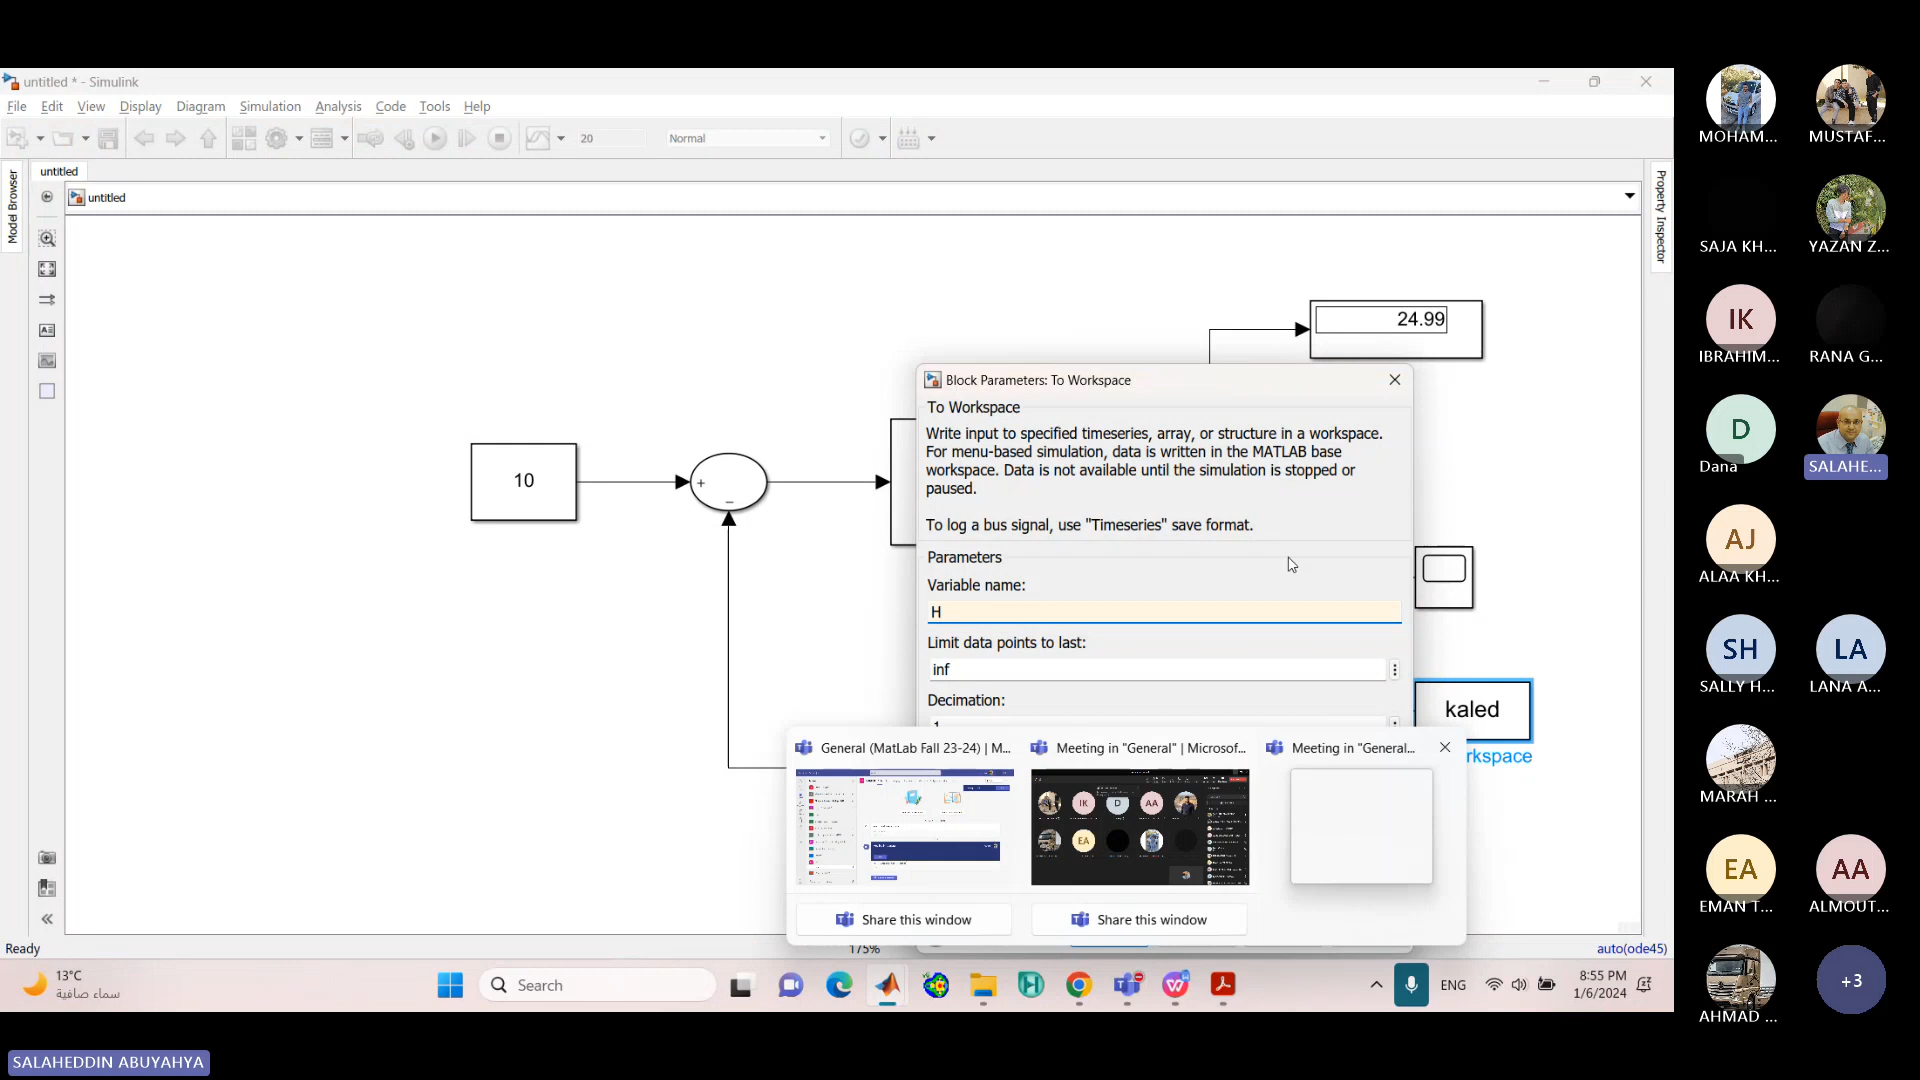 untitled * - Simulink
File Edit View Display Diagram Simulation Analysis Code Tools Help
20
Normal
Model Browser
untitled
untitled
Property Inspector
24.99
10
+
−
Block Parameters: To Workspace
To Workspace
Write input to specified timeseries, array, or structure in a workspace.
For menu-based simulation, data is written in the MATLAB base
workspace. Data is not available until the simulation is stopped or
paused.
To log a bus signal, use "Timeseries" save format.
Parameters
Variable name:
H
Limit data points to last:
inf
Decimation:
kaled
rkspace
General (MatLab Fall 23-24) | M...
Meeting in "General" | Microsof...
Meeting in "General...
Share this window
Share this window
Ready
175%
auto(ode45)
13°C
سماء صافية
Search
ENG
8:55 PM
1/6/2024
MOHAM...
MUSTAF...
SAJA KH...
YAZAN Z...
IK
IBRAHIM...
RANA G...
D
Dana
SALAHE...
AJ
ALAA KH...
SH
SALLY H...
LA
LANA A...
MARAH ...
EA
EMAN T...
AA
ALMOUT...
AHMAD ...
+3
SALAHEDDIN ABUYAHYA